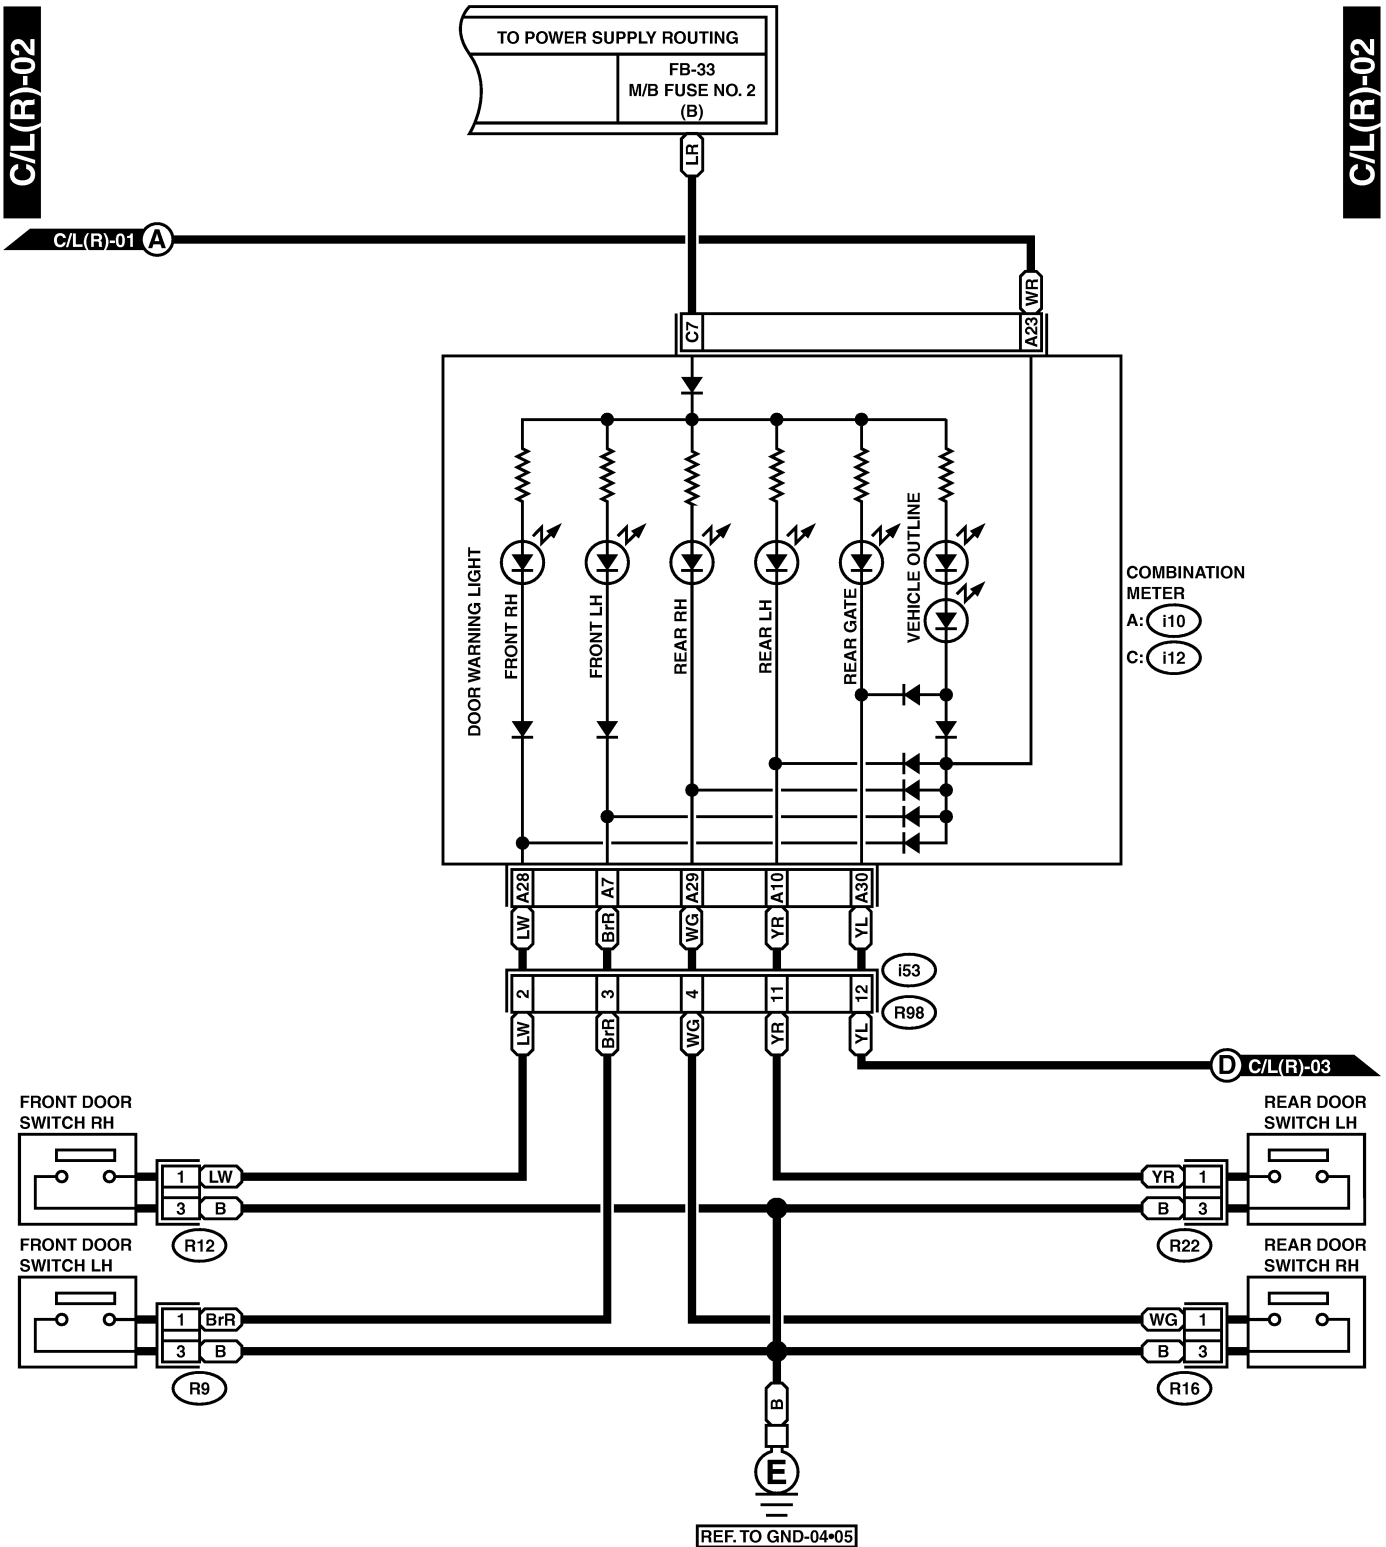 C/L(R)-02
C/L(R)-02
TO POWER SUPPLY ROUTING
FB-33
M/B FUSE NO. 2
(B)
LR
C/L(R)-01 A
WR
C7
A23
DOOR WARNING LIGHT
FRONT RH
FRONT LH
REAR RH
REAR LH
REAR GATE
VEHICLE OUTLINE
COMBINATION
METER
A: i10
C: i12
A28 A7 A29 A10 A30
LW BrR WG YR YL
i53
2 3 4 11 12
R98
LW BrR WG YR YL
D C/L(R)-03
FRONT DOOR
SWITCH RH
1 LW
3 B
R12
REAR DOOR
SWITCH LH
YR 1
B 3
R22
FRONT DOOR
SWITCH LH
1 BrR
3 B
R9
REAR DOOR
SWITCH RH
WG 1
B 3
R16
B
E
REF. TO GND-04•05